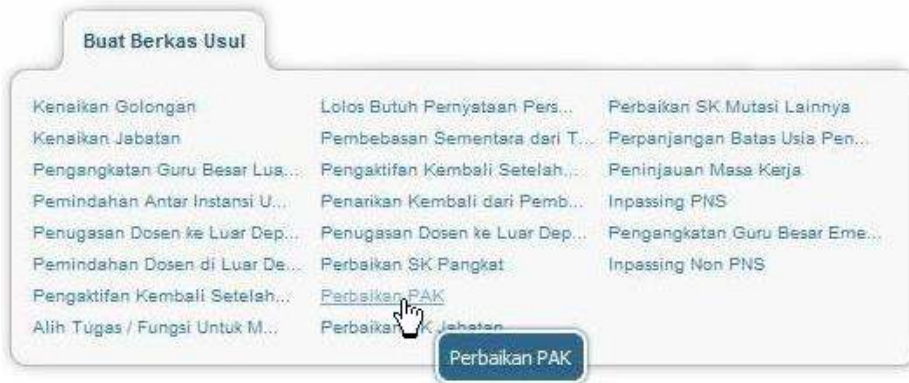 Buat Berkas Usul
Kenaikan Golongan
Kenaikan Jabatan
Pengangkatan Guru Besar Lua...
Pemindahan Antar Instansi U...
Penugasan Dosen ke Luar Dep...
Pemindahan Dosen di Luar De...
Pengaktifan Kembali Setelah...
Alih Tugas / Fungsi Untuk M...
Lolos Butuh Pernyataan Pers...
Pembebasan Sementara dari T...
Pengaktifan Kembali Setelah...
Penarikan Kembali dari Pemb...
Penugasan Dosen ke Luar Dep...
Perbaikan SK Pangkat
Perbaikan PAK
Perbaikan SK Jabatan
Perbaikan SK Mutasi Lainnya
Perpanjangan Batas Usia Pen...
Peninjauan Masa Kerja
Inpassing PNS
Pengangkatan Guru Besar Eme...
Inpassing Non PNS
Perbaikan PAK